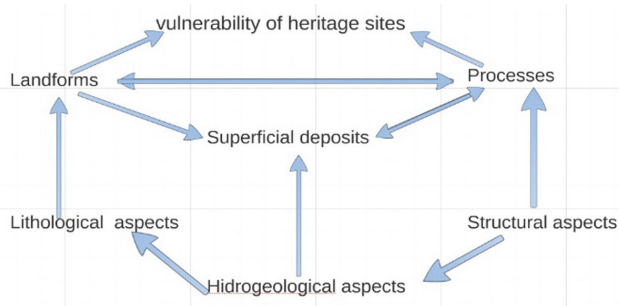 vulnerability of heritage sites
Landforms
Processes
Superficial deposits
Lithological aspects
Structural aspects
Hidrogeological aspects